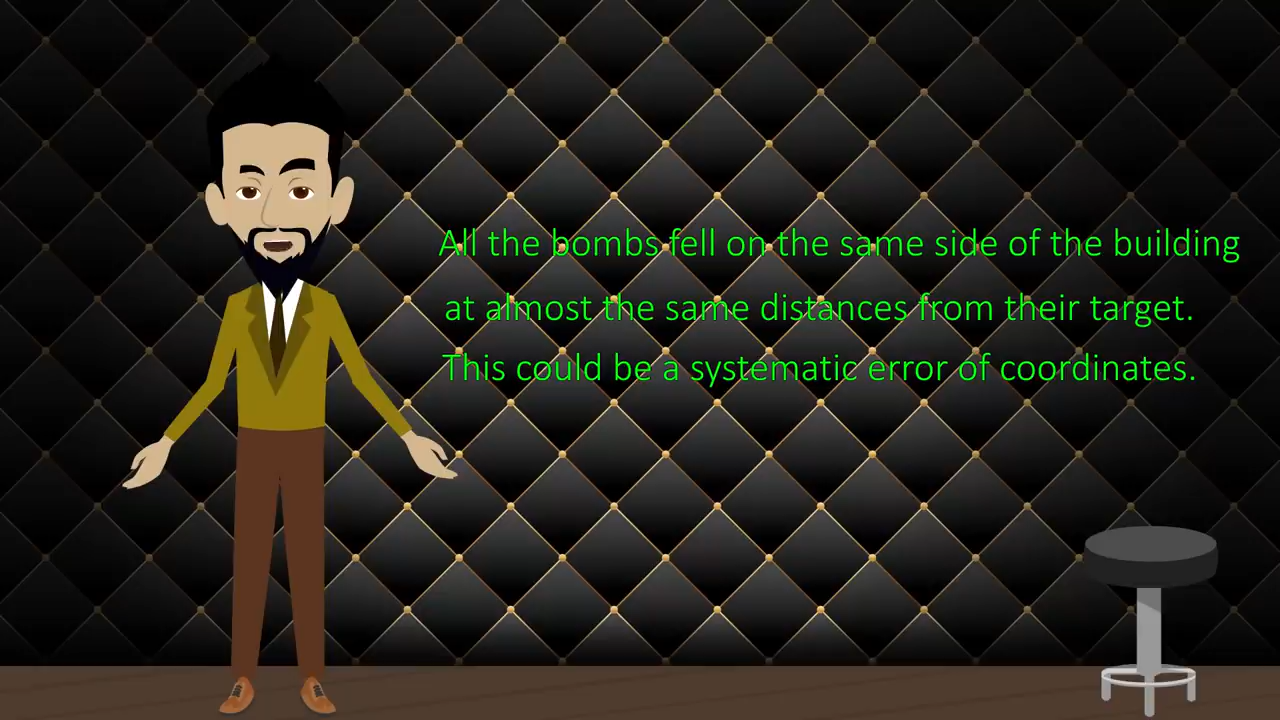 All the bombs fell on the same side of the building
at almost the same distances from their target.
This could be a systematic error of coordinates.